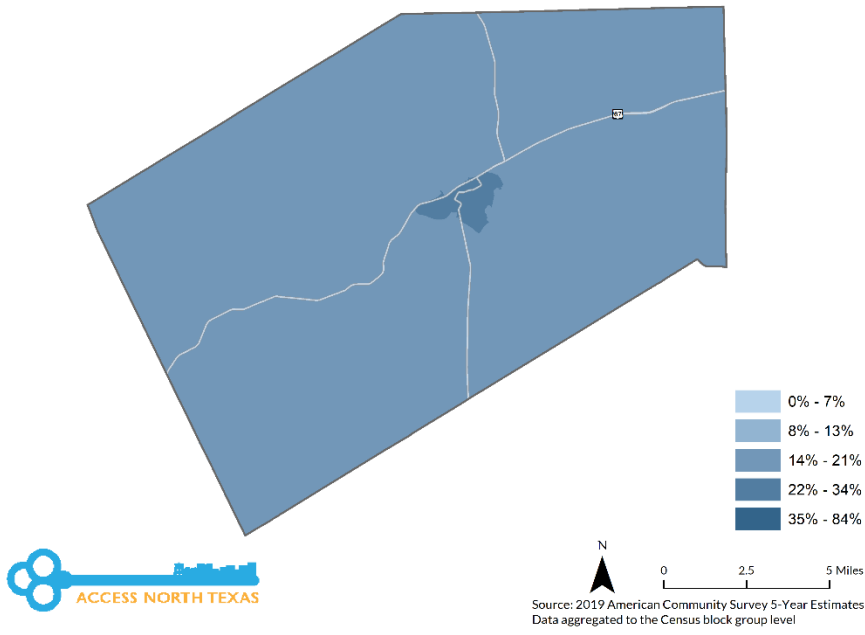 67
0% - 7%
8% - 13%
14% - 21%
22% - 34%
35% - 84%
N
0 2.5 5 Miles
ACCESS NORTH TEXAS
Source: 2019 American Community Survey 5-Year Estimates
Data aggregated to the Census block group level